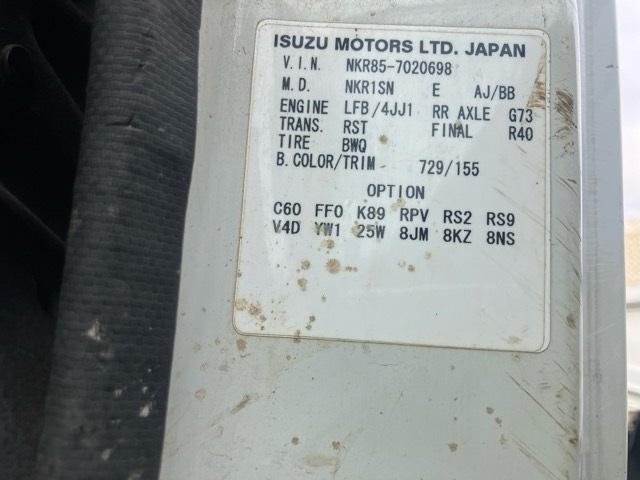 ISUZU MOTORS LTD. JAPAN
V.I.N. NKR85-7020698
M.D. NKR1SN E AJ/BB
ENGINE LFB/4JJ1 RR AXLE G73
TRANS. RST FINAL R40
TIRE BWQ
B.COLOR/TRIM 729/155
OPTION
C60 FF0 K89 RPV RS2 RS9
V4D YW1 25W 8JM 8KZ 8NS